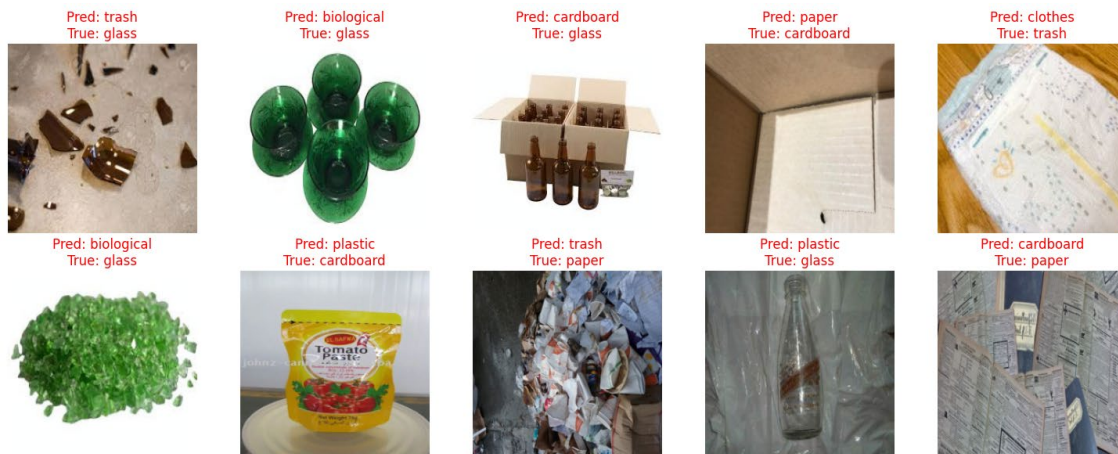 Pred: trash
True: glass
Pred: biological
True: glass
Pred: cardboard
True: glass
Pred: paper
True: cardboard
Pred: clothes
True: trash
Pred: biological
True: glass
Pred: plastic
True: cardboard
Tomato
Paste
Pred: trash
True: paper
Pred: plastic
True: glass
Pred: cardboard
True: paper